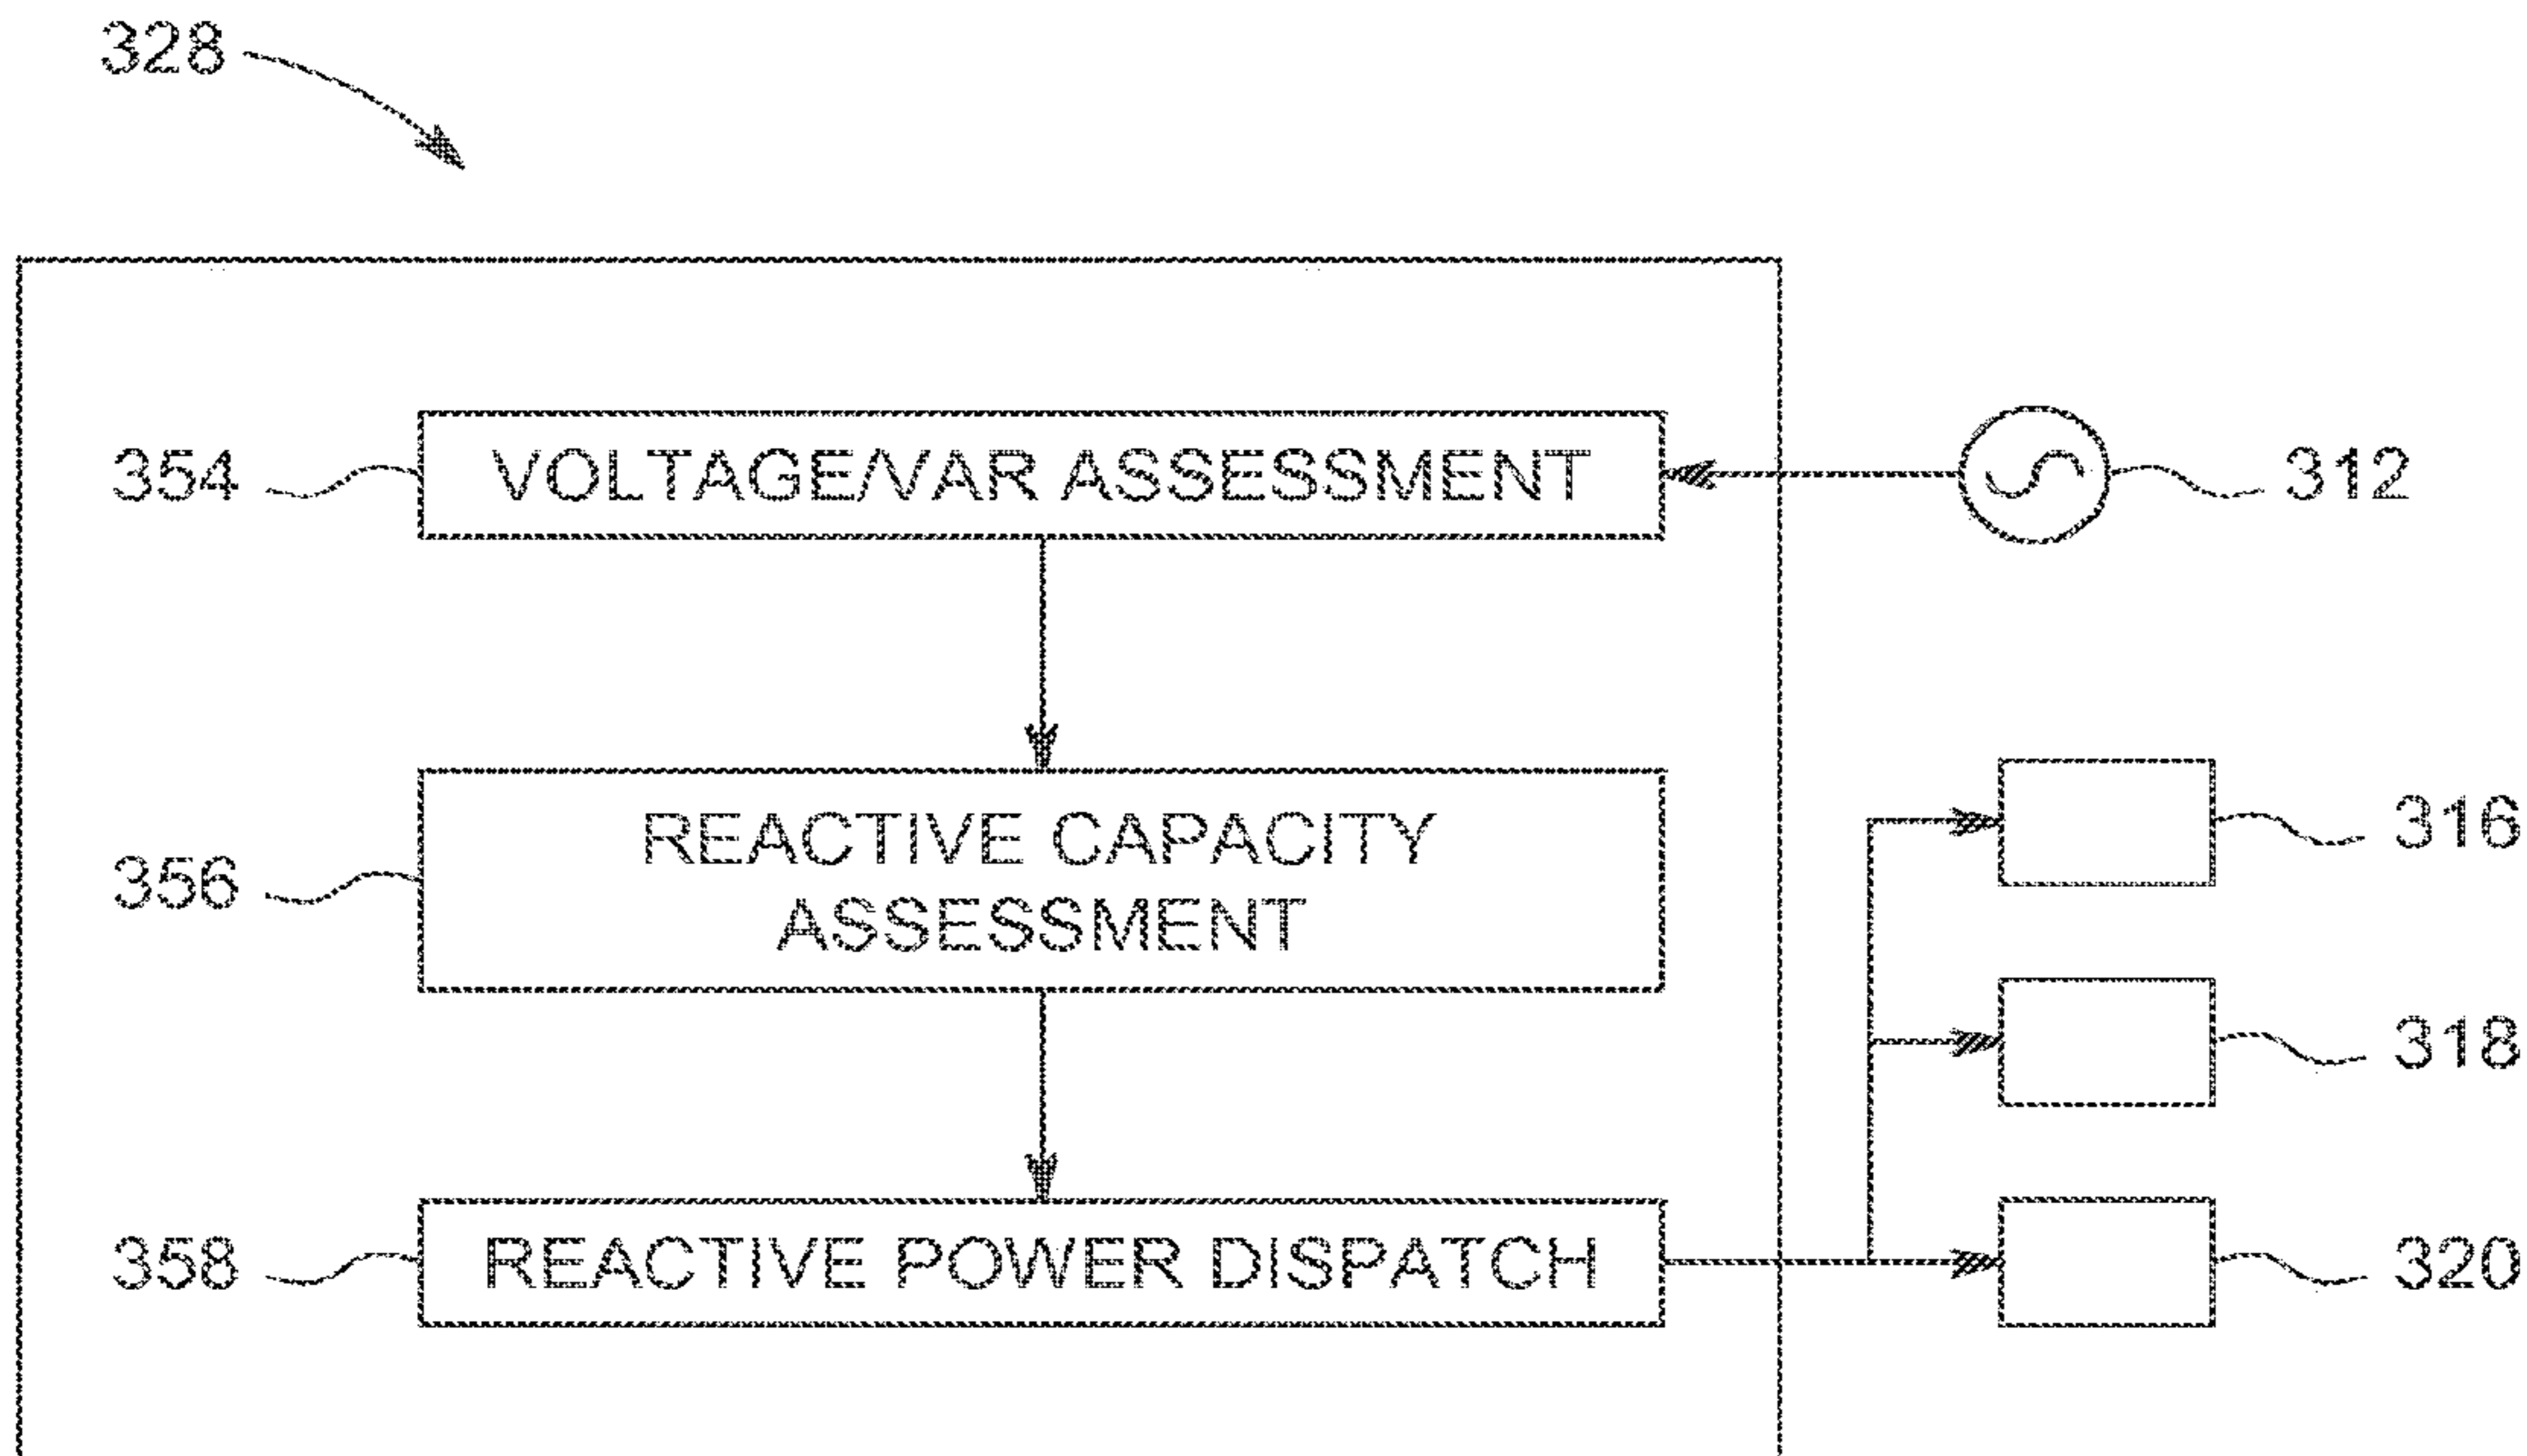 328
354
VOLTAGE/VAR ASSESSMENT
312
356
REACTIVE CAPACITY
ASSESSMENT
316
318
358
REACTIVE POWER DISPATCH
320